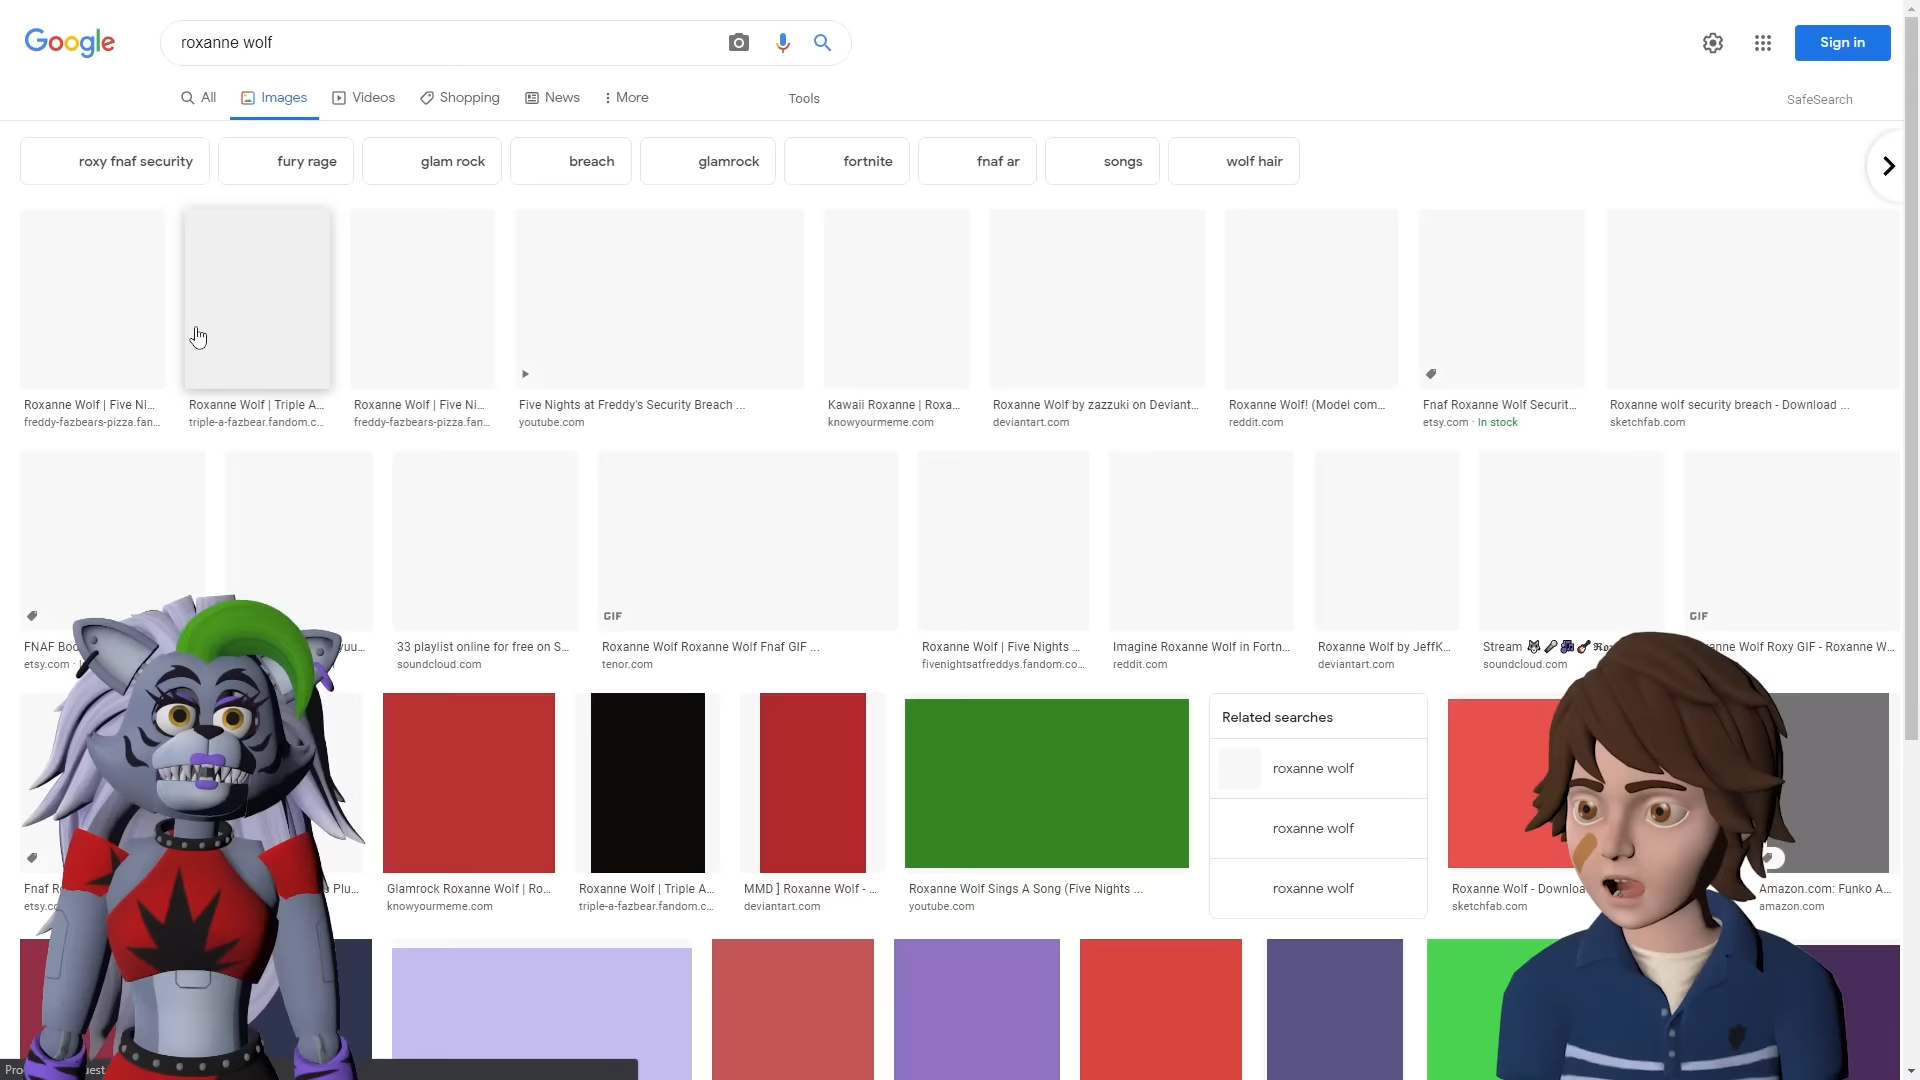 Google
roxanne wolf
Sign in
All
Images
Videos
Shopping
News
More
Tools
SafeSearch
roxy fnaf security
fury rage
glam rock
breach
glamrock
fortnite
fnaf ar
songs
wolf hair
Roxanne Wolf | Five Ni...
freddy-fazbears-pizza.fan...
Roxanne Wolf | Triple A...
triple-a-fazbear.fandom.c...
Roxanne Wolf | Five Ni...
freddy-fazbears-pizza.fan...
Five Nights at Freddy's Security Breach ...
youtube.com
Kawaii Roxanne | Roxa...
knowyourmeme.com
Roxanne Wolf by zazzuki on Deviant...
deviantart.com
Roxanne Wolf! (Model com...
reddit.com
Fnaf Roxanne Wolf Securit...
etsy.com · In stock
Roxanne wolf security breach - Download ...
sketchfab.com
FNAF
etsy.com
33 playlist online for free on S...
soundcloud.com
GIF
Roxanne Wolf Roxanne Wolf Fnaf GIF ...
tenor.com
Roxanne Wolf | Five Nights ...
fivenightsatfreddys.fandom.co...
Imagine Roxanne Wolf in Fortn...
reddit.com
Roxanne Wolf by JeffK...
deviantart.com
Stream
soundcloud.com
GIF
Wolf Roxy GIF - Roxanne W...
Fnaf
Plu...
Glamrock Roxanne Wolf | Ro...
knowyourmeme.com
Roxanne Wolf | Triple A...
triple-a-fazbear.fandom.c...
MMD ] Roxanne Wolf - ...
deviantart.com
Roxanne Wolf Sings A Song (Five Nights ...
youtube.com
Related searches
roxanne wolf
roxanne wolf
roxanne wolf
Roxanne Wolf -
sketchfab.com
Amazon.com: Funko A...
amazon.com